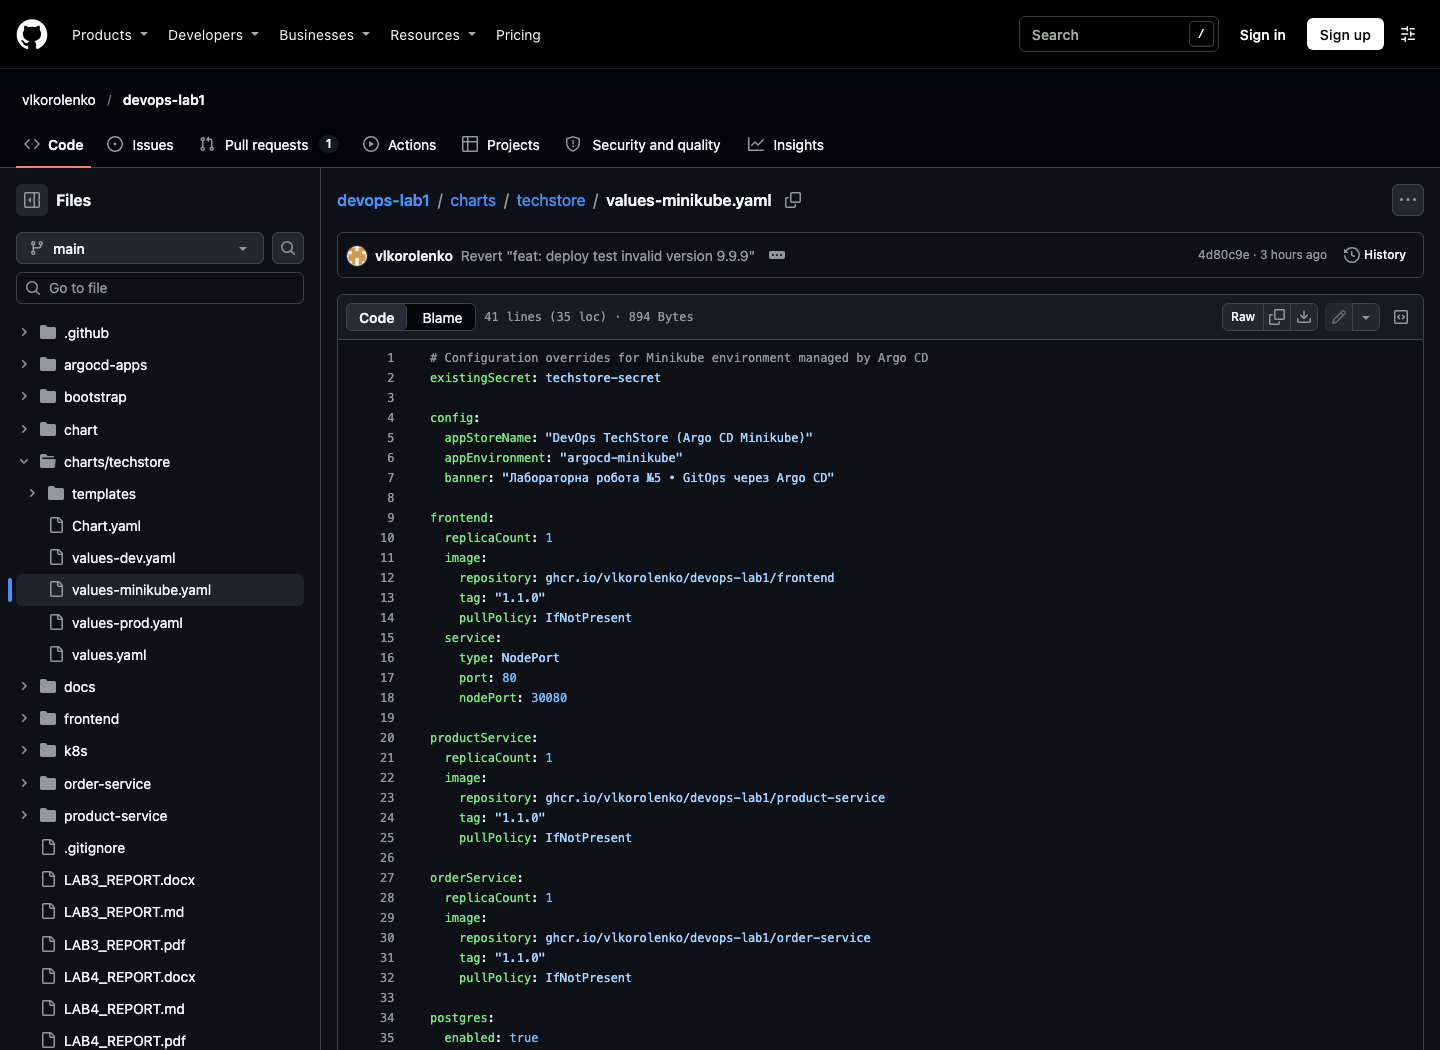 Products Developers Businesses Resources Pricing Search / Sign in Sign up
vlkorolenko / devops-lab1
Code Issues Pull requests 1 Actions Projects Security and quality Insights
Files
main
Go to file
.github
argocd-apps
bootstrap
chart
charts/techstore
templates
Chart.yaml
values-dev.yaml
values-minikube.yaml
values-prod.yaml
values.yaml
docs
frontend
k8s
order-service
product-service
.gitignore
LAB3_REPORT.docx
LAB3_REPORT.md
LAB3_REPORT.pdf
LAB4_REPORT.docx
LAB4_REPORT.md
LAB4_REPORT.pdf
devops-lab1 / charts / techstore / values-minikube.yaml
vlkorolenko Revert "feat: deploy test invalid version 9.9.9" 4d80c9e · 3 hours ago History
Code Blame 41 lines (35 loc) · 894 Bytes Raw
1 # Configuration overrides for Minikube environment managed by Argo CD
2 existingSecret: techstore-secret
3
4 config:
5 appStoreName: "DevOps TechStore (Argo CD Minikube)"
6 appEnvironment: "argocd-minikube"
7 banner: "Лабораторна робота №5 • GitOps через Argo CD"
8
9 frontend:
10 replicaCount: 1
11 image:
12 repository: ghcr.io/vlkorolenko/devops-lab1/frontend
13 tag: "1.1.0"
14 pullPolicy: IfNotPresent
15 service:
16 type: NodePort
17 port: 80
18 nodePort: 30080
19
20 productService:
21 replicaCount: 1
22 image:
23 repository: ghcr.io/vlkorolenko/devops-lab1/product-service
24 tag: "1.1.0"
25 pullPolicy: IfNotPresent
26
27 orderService:
28 replicaCount: 1
29 image:
30 repository: ghcr.io/vlkorolenko/devops-lab1/order-service
31 tag: "1.1.0"
32 pullPolicy: IfNotPresent
33
34 postgres:
35 enabled: true